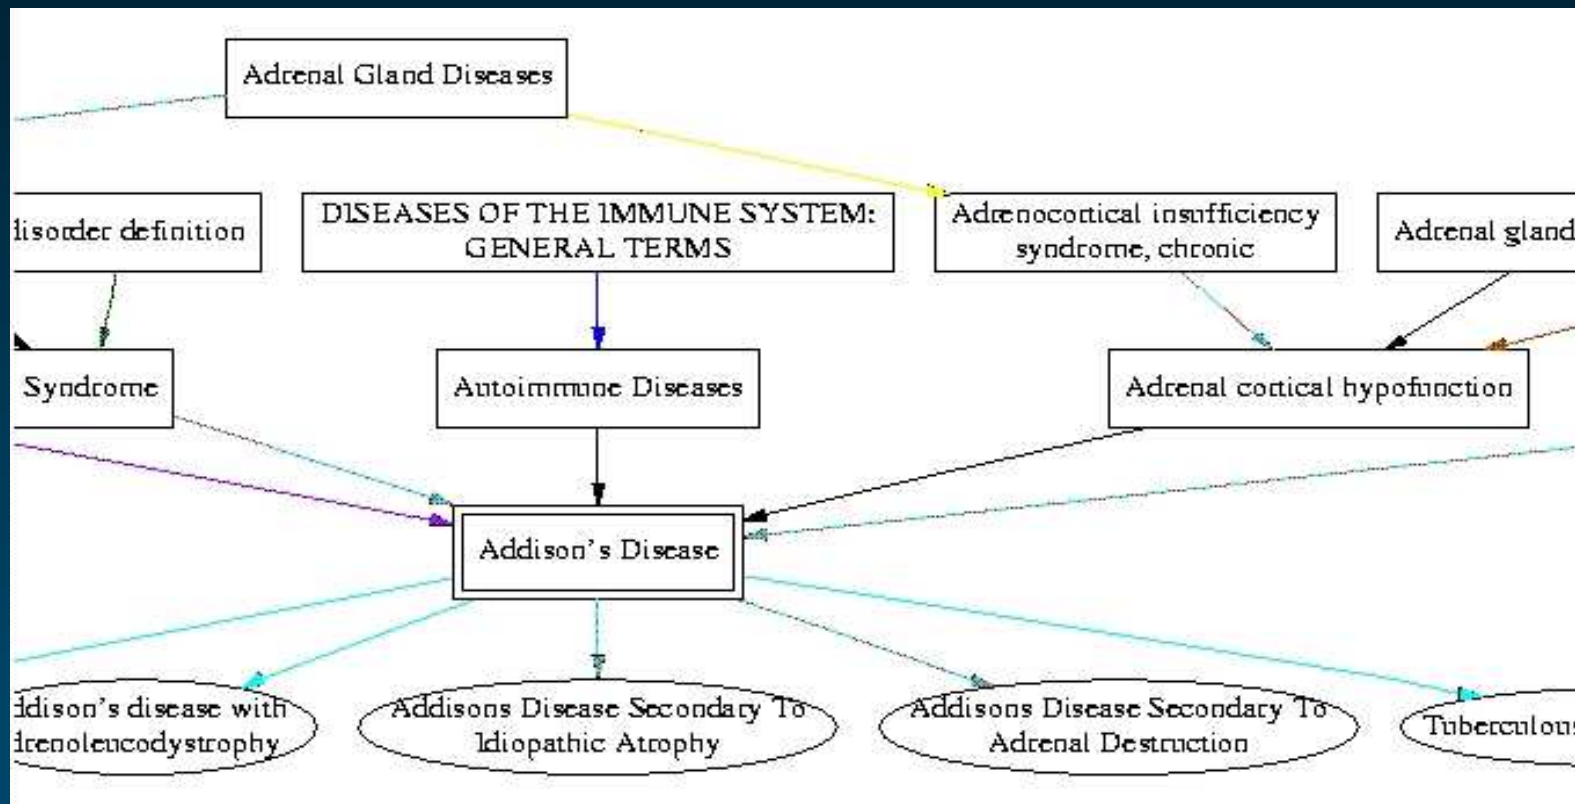 Adrenal Gland Diseases
disorder definition
DISEASES OF THE IMMUNE SYSTEM:
GENERAL TERMS
Adrenocortical insufficiency
syndrome, chronic
Adrenal gland
Syndrome
Autoimmune Diseases
Adrenal cortical hypofunction
Addison's Disease
ddison's disease with
drenoleucodystrophy
Addisons Disease Secondary To
Idiopathic Atrophy
Addisons Disease Secondary To
Adrenal Destruction
Tuberculous